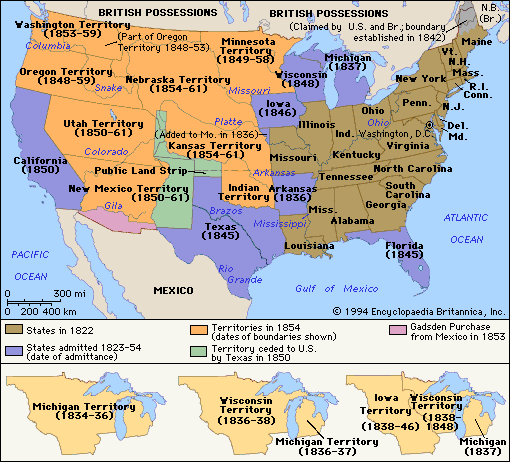 BRITISH POSSESSIONS
BRITISH POSSESSIONS
N.B.
(Br.)
(Claimed by U.S. and Br.; boundary
established in 1842)
Washington Territory
(1853-59)
Columbia
(Part of Oregon
Territory 1848-53)
Minnesota
Territory
(1849-58)
Michigan
(1837)
Maine
Vt.
N.H.
Mass.
New York
R.I.
Conn.
Oregon Territory
(1848-59)
Snake
Nebraska Territory
(1854-61)
Missouri
Wisconsin
(1848)
Iowa
(1846)
Penn.
N.J.
Ohio
Ohio
Del.
Md.
Washington, D.C.
Utah Territory
(1850-61)
Platte
(Added to Mo. in 1836)
Illinois
Ind.
Virginia
California
(1850)
Colorado
Kansas Territory
(1854-61)
Missouri
Kentucky
North Carolina
Public Land Strip
Arkansas
Tennessee
New Mexico Territory
(1850-61)
Indian
Territory
Arkansas
(1836)
South
Carolina
Georgia
Gila
Brazos
Texas
(1845)
Mississippi
Miss.
Alabama
ATLANTIC
OCEAN
Louisiana
Florida
(1845)
PACIFIC
OCEAN
Rio
Grande
Gulf of Mexico
MEXICO
0 300 mi
0 200 400 km
© 1994 Encyclopaedia Britannica, Inc.
States in 1822
States admitted 1823-54
(date of admittance)
Territories in 1854
(dates of boundaries shown)
Territory ceded to U.S.
by Texas in 1850
Gadsden Purchase
from Mexico in 1853
Michigan Territory
(1834-36)
Wisconsin
Territory
(1836-38)
Michigan Territory
(1836-37)
Iowa
Territory
(1838-46)
Wisconsin
Territory
(1838-
1848)
Michigan
(1837)